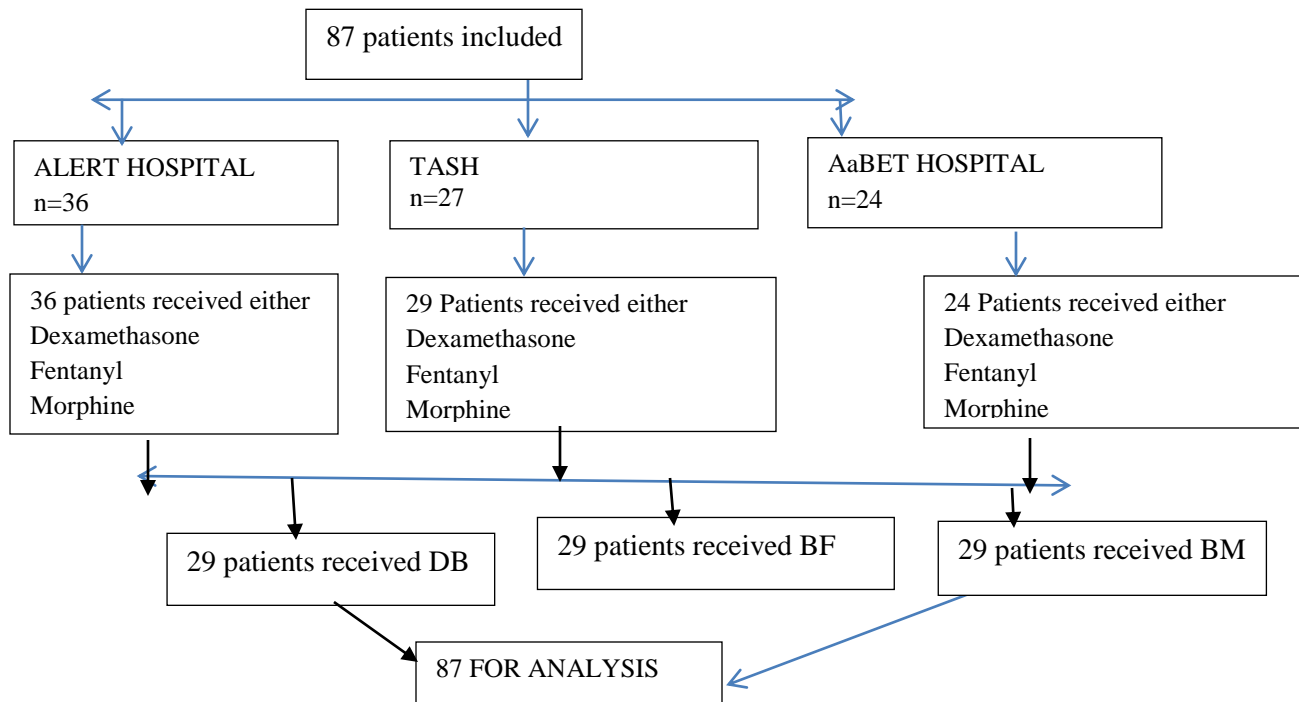 87 patients included
ALERT HOSPITAL
n=36
TASH
n=27
AaBET HOSPITAL
n=24
36 patients received either
Dexamethasone
Fentanyl
Morphine
29 Patients received either
Dexamethasone
Fentanyl
Morphine
24 Patients received either
Dexamethasone
Fentanyl
Morphine
29 patients received DB
29 patients received BF
29 patients received BM
87 FOR ANALYSIS